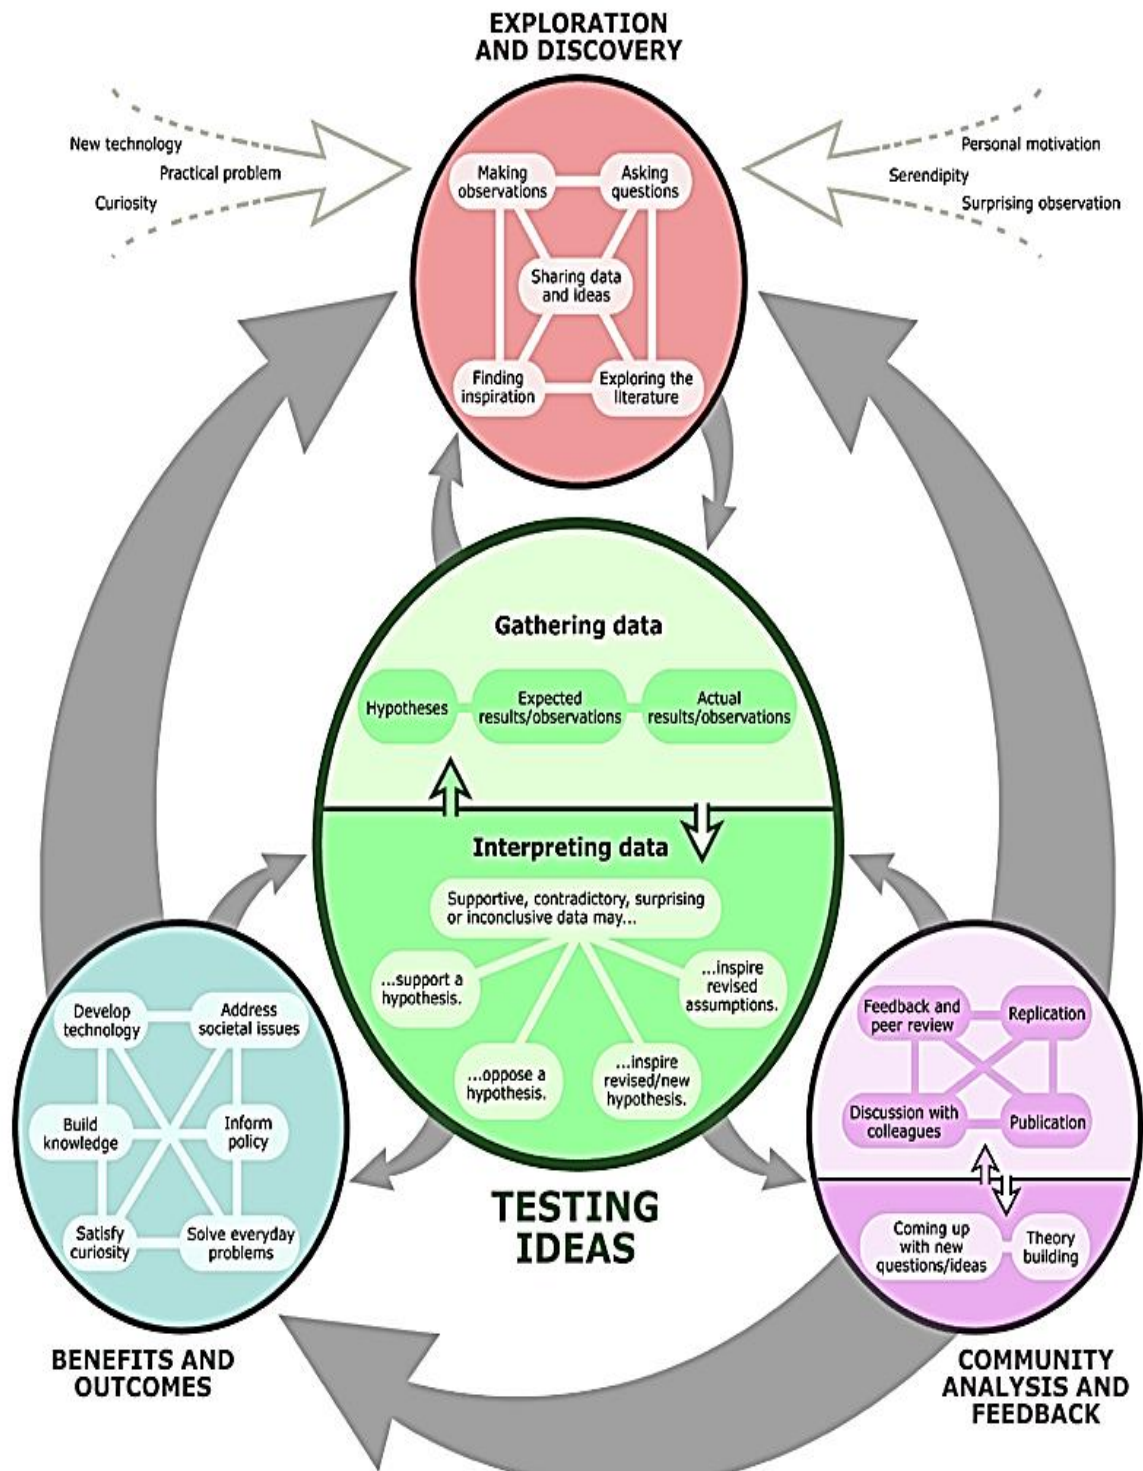 EXPLORATION
AND DISCOVERY
New technology
Practical problem
Curiosity
Personal motivation
Serendipity
Surprising observation
Making
observations
Asking
questions
Sharing data
and ideas
Finding
inspiration
Exploring the
literature
Gathering data
Hypotheses
Expected
results/observations
Actual
results/observations
Interpreting data
Supportive, contradictory, surprising
or inconclusive data may...
...support a
hypothesis.
...inspire
revised
assumptions.
...oppose a
hypothesis.
...inspire
revised/new
hypothesis.
TESTING
IDEAS
Develop
technology
Address
societal issues
Build
knowledge
Inform
policy
Satisfy
curiosity
Solve everyday
problems
BENEFITS AND
OUTCOMES
Feedback and
peer review
Replication
Discussion with
colleagues
Publication
Coming up
with new
questions/ideas
Theory
building
COMMUNITY
ANALYSIS AND
FEEDBACK